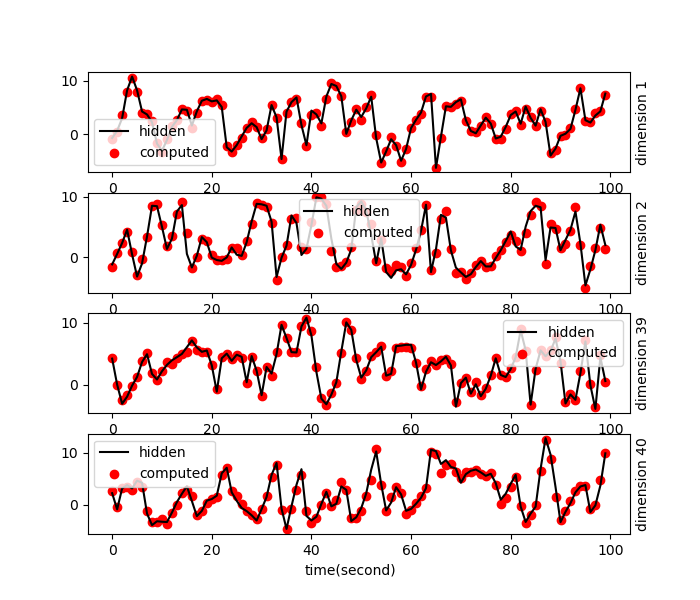 10
0
hidden
computed
dimension 1
0 20 40 60 80 100
10
0
hidden
computed
dimension 2
0 20 40 60 80 100
10
0
hidden
computed
dimension 39
0 20 40 60 80 100
10
0
hidden
computed
dimension 40
0 20 40 60 80 100
time(second)